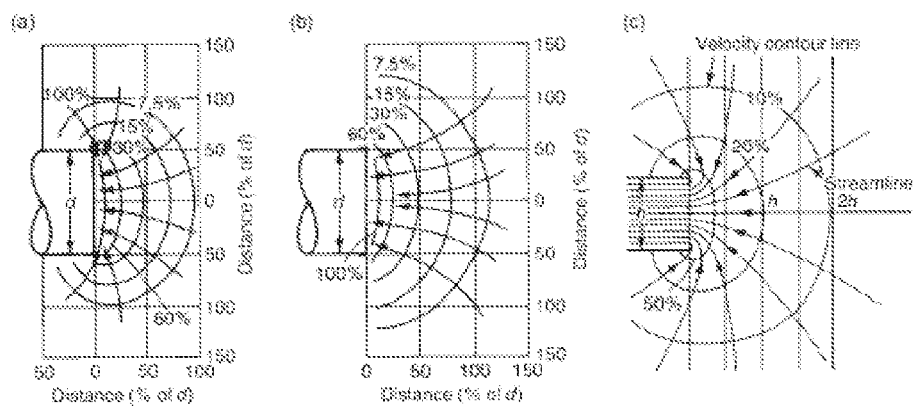 (a)
150
100%
100
7.5%
15%
30%
50
d
0
50
100
60%
150
50 0 50 100
Distance (% of d)
Distance (% of d)
(b)
150
7.5%
100
15%
30%
60%
50
d
0
50
100%
100
150
0 50 100 150
Distance (% of d)
Distance (% of d)
(c)
Velocity contour line
10%
20%
Streamline
h
h
2h
50%